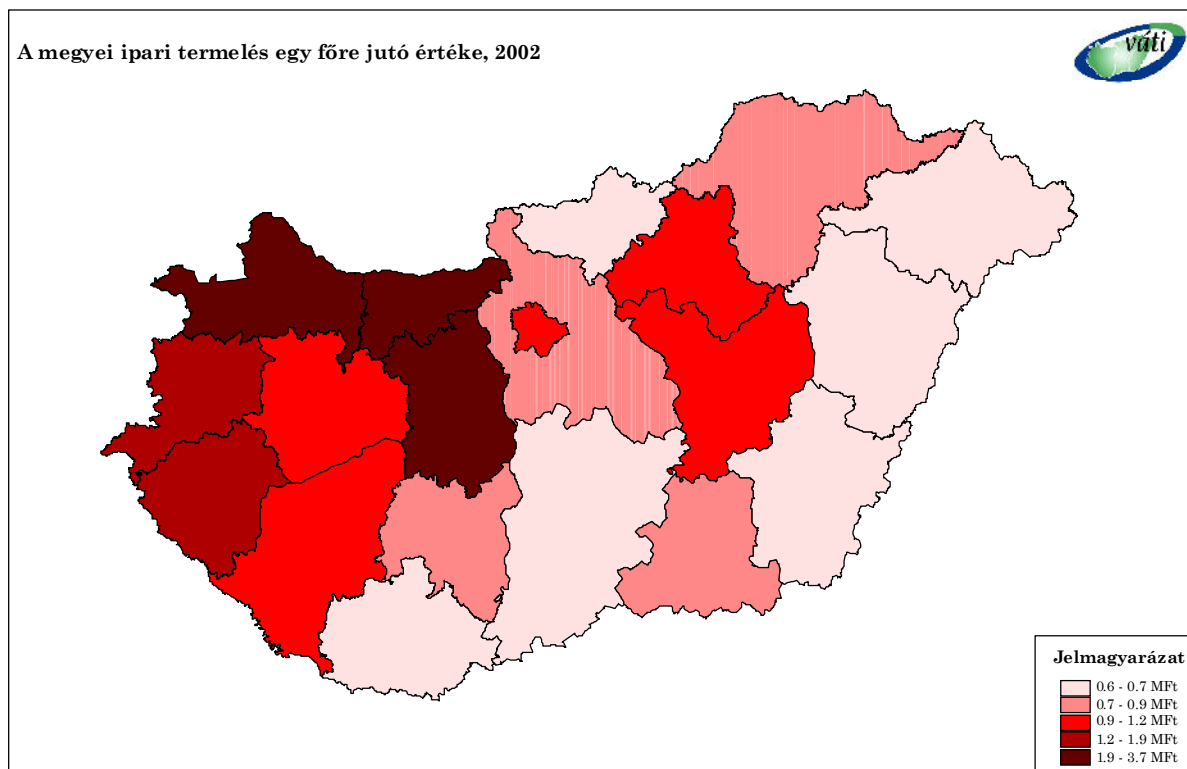 A megyei ipari termelés egy főre jutó értéke, 2002
váti
Jelmagyarázat
0.6 - 0.7 MFt
0.7 - 0.9 MFt
0.9 - 1.2 MFt
1.2 - 1.9 MFt
1.9 - 3.7 MFt